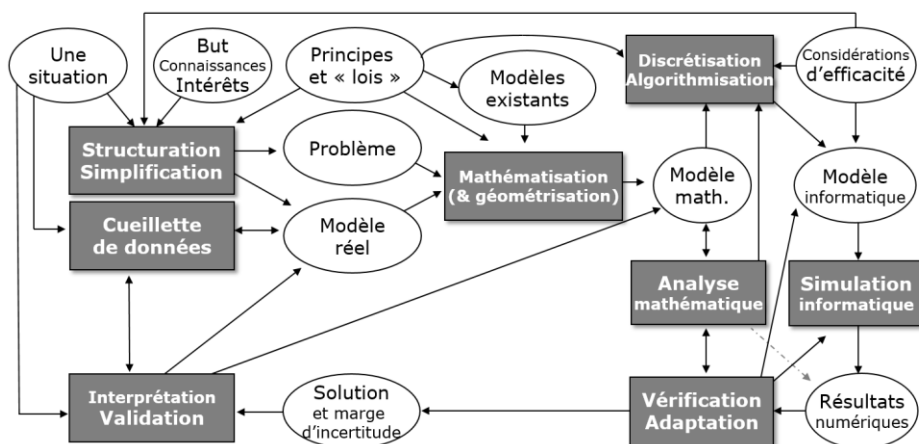 Une
situation
But
Connaissances
Intérêts
Principes
et « lois »
Modèles
existants
Discrétisation
Algorithmisation
Considérations
d'efficacité
Structuration
Simplification
Problème
Mathématisation
(& géométrisation)
Modèle
math.
Modèle
informatique
Cueillette
de données
Modèle
réel
Analyse
mathématique
Simulation
informatique
Interprétation
Validation
Solution
et marge
d'incertitude
Vérification
Adaptation
Résultats
numériques